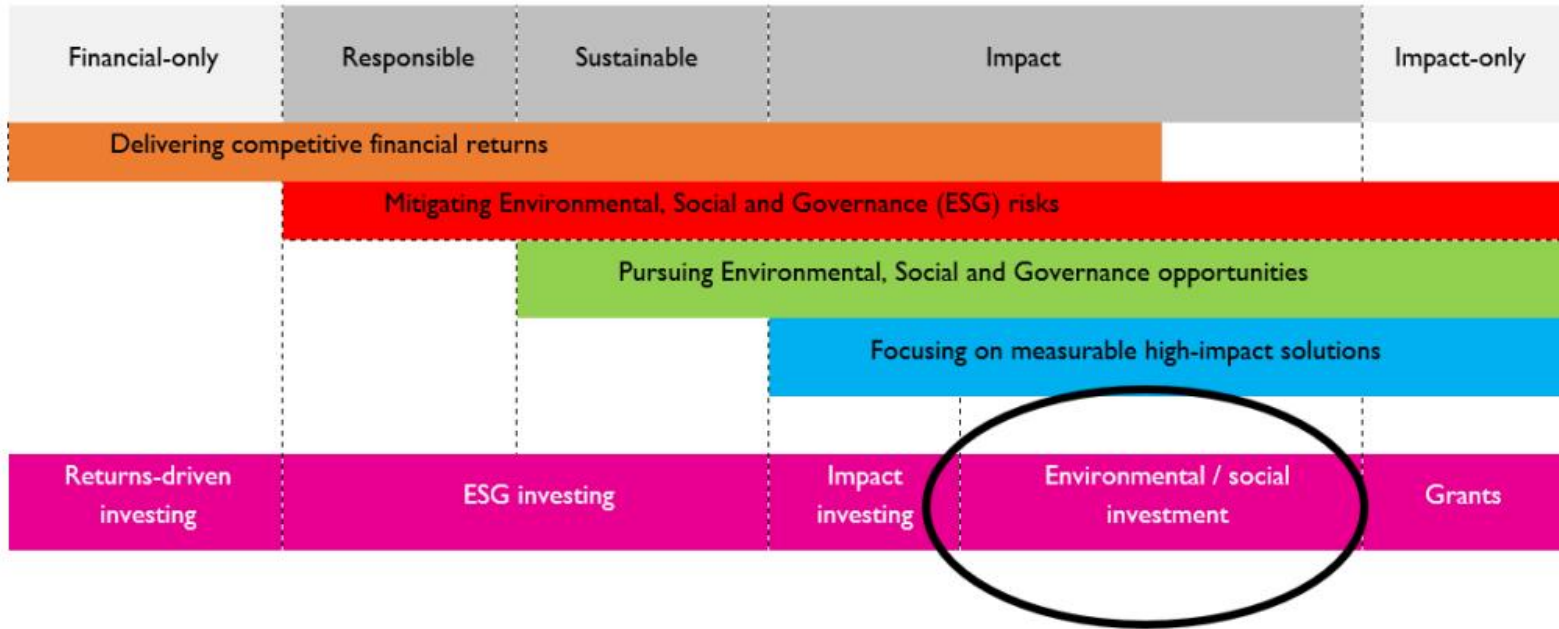 Financial-only
Responsible
Sustainable
Impact
Impact-only
Delivering competitive financial returns
Mitigating Environmental, Social and Governance (ESG) risks
Pursuing Environmental, Social and Governance opportunities
Focusing on measurable high-impact solutions
Returns-driven
investing
ESG investing
Impact
investing
Environmental / social
investment
Grants